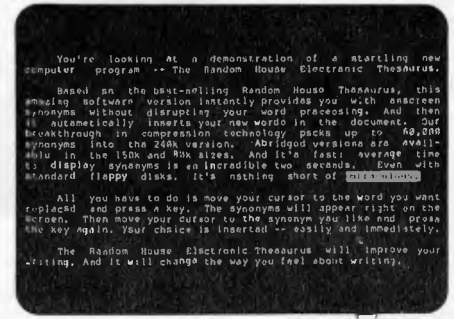 You're looking at a demonstration of a startling new
computer program -- The Random House Electronic Thesaurus.
Based on the best-selling Random House Thesaurus, this
amazing software version instantly provides you with onscreen
synonyms without disrupting your word processing. And then
it automatically inserts your new words in the document. Our
breakthrough in compression technology packs up to 60,000
synonyms into the 240k version. Abridged versions are avail-
able in the 150K and 80K sizes. And it's fast; average time
to display synonyms is an incredible two seconds. Even with
standard floppy disks. It's nothing short of
All you have to do is move your cursor to the word you want
replaced and press a key. The synonyms will appear right on the
screen. Then move your cursor to the synonym you like and press
the key again. Your choice is inserted -- easily and immediately.
The Random House Electronic Thesaurus will improve your
writing. And it will change the way you feel about writing.